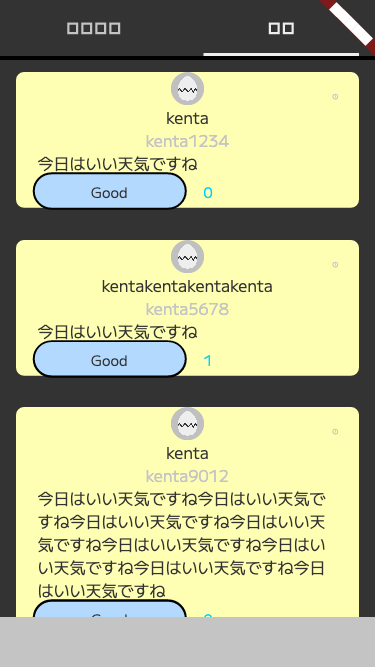 kenta
kenta1234
今日はいい天気ですね
Good 0
kentakentakentakenta
kenta5678
今日はいい天気ですね
Good 1
kenta
kenta9012
今日はいい天気ですね今日はいい天気で
すね今日はいい天気ですね今日はいい天
気ですね今日はいい天気ですね今日はい
い天気ですね今日はいい天気ですね今日
はいい天気ですね